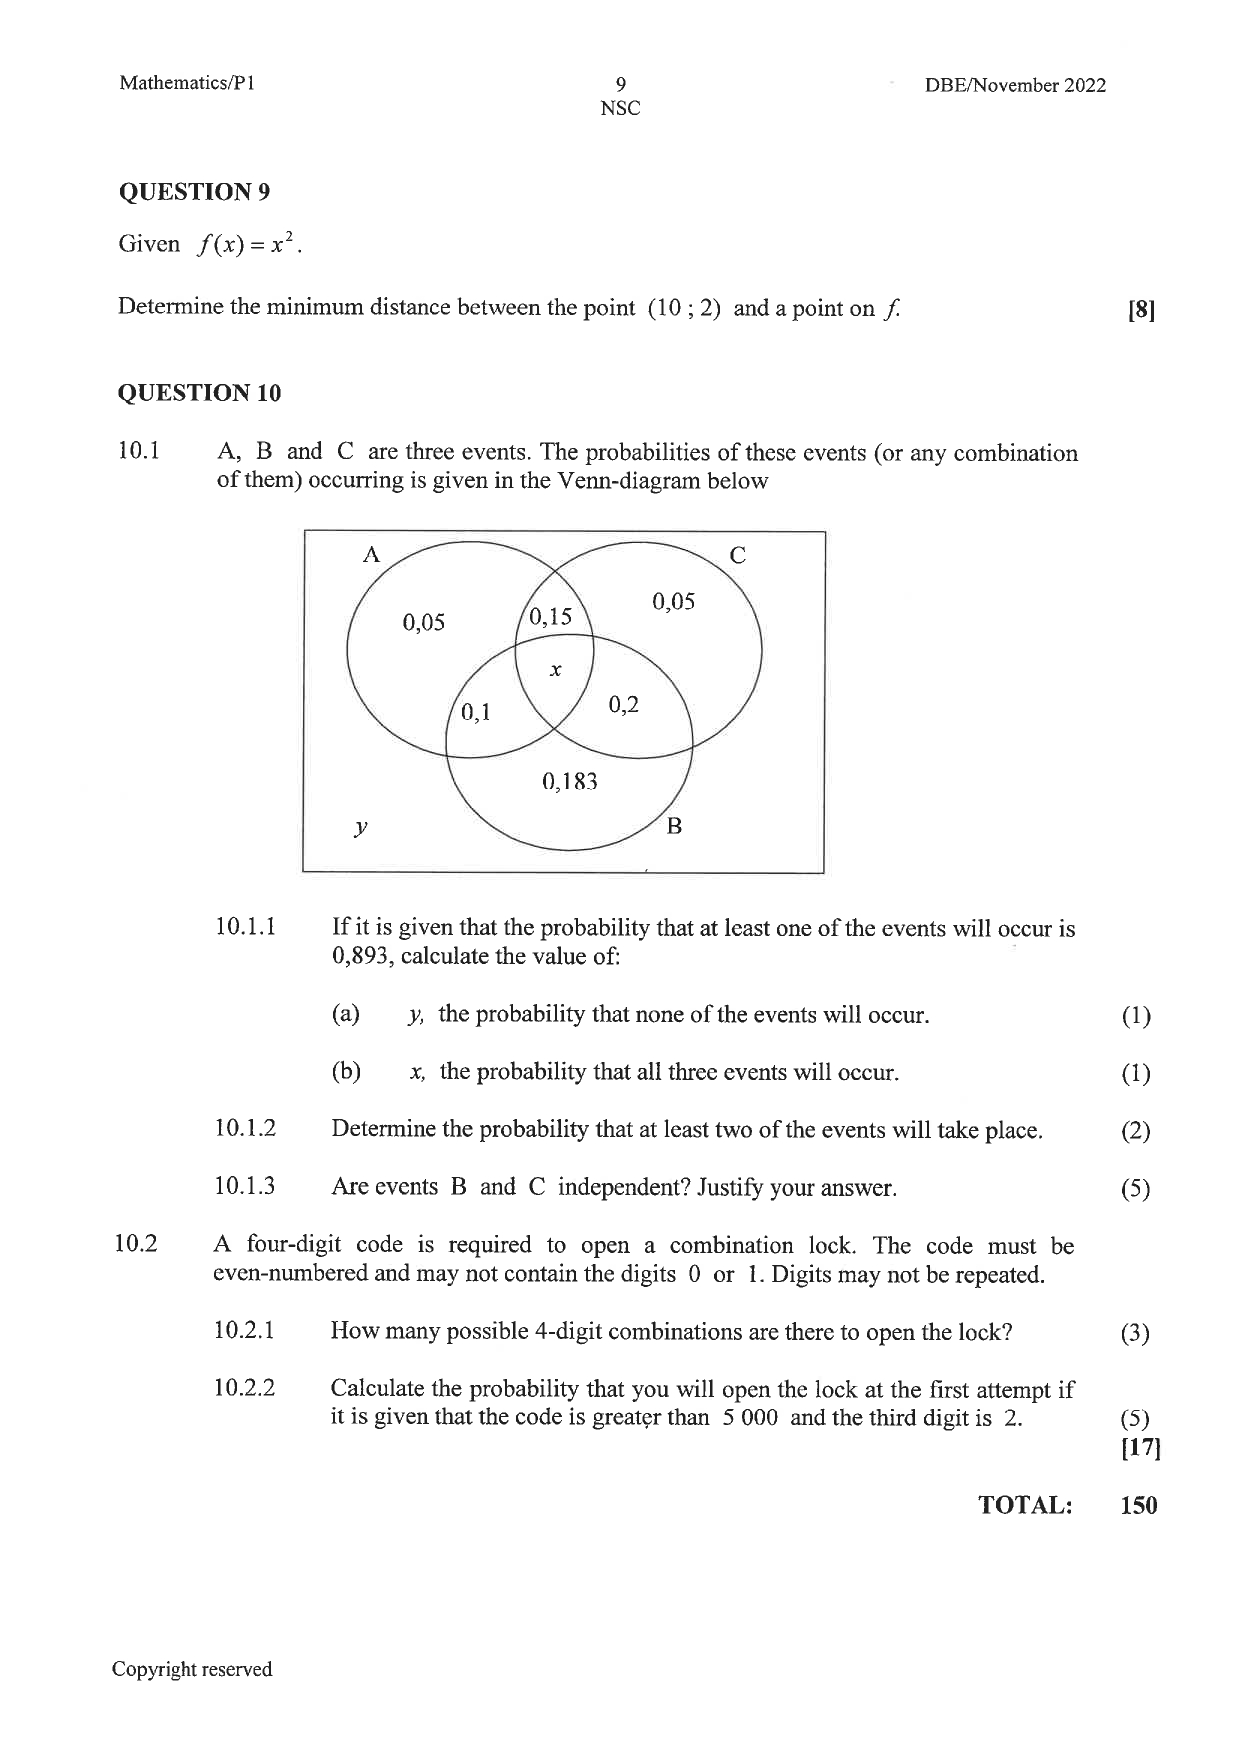 Mathematics/P1 9 DBE/November 2022
NSC
QUESTION 9
Given f(x) = x².
Determine the minimum distance between the point (10 ; 2) and a point on f. [8]
QUESTION 10
10.1 A, B and C are three events. The probabilities of these events (or any combination
of them) occurring is given in the Venn-diagram below
A C
0,05 0,15 0,05
x
0,1 0,2
0,183
y B
10.1.1 If it is given that the probability that at least one of the events will occur is
0,893, calculate the value of:
(a) y, the probability that none of the events will occur. (1)
(b) x, the probability that all three events will occur. (1)
10.1.2 Determine the probability that at least two of the events will take place. (2)
10.1.3 Are events B and C independent? Justify your answer. (5)
10.2 A four-digit code is required to open a combination lock. The code must be
even-numbered and may not contain the digits 0 or 1. Digits may not be repeated.
10.2.1 How many possible 4-digit combinations are there to open the lock? (3)
10.2.2 Calculate the probability that you will open the lock at the first attempt if
it is given that the code is greater than 5 000 and the third digit is 2. (5)
[17]
TOTAL: 150
Copyright reserved